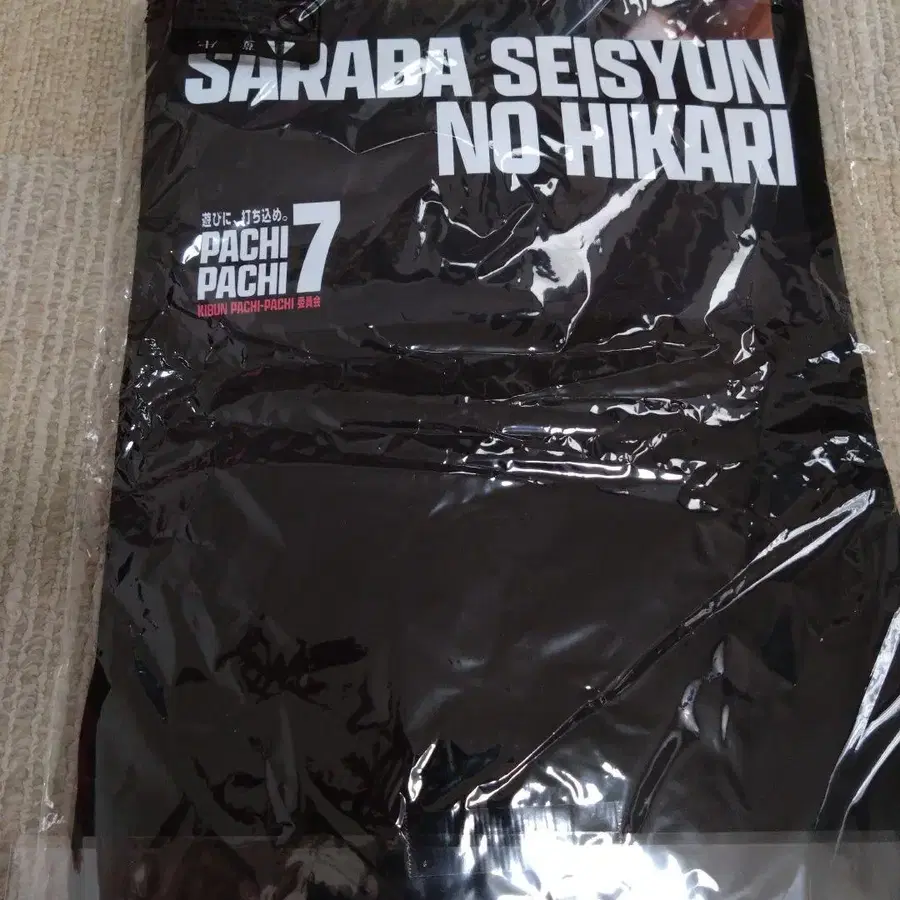 SARABA SEISYUN
NO HIKARI
遊びに、打ち込め。
PACHI
PACHI 7
KIBUN PACHI-PACHI 委員会